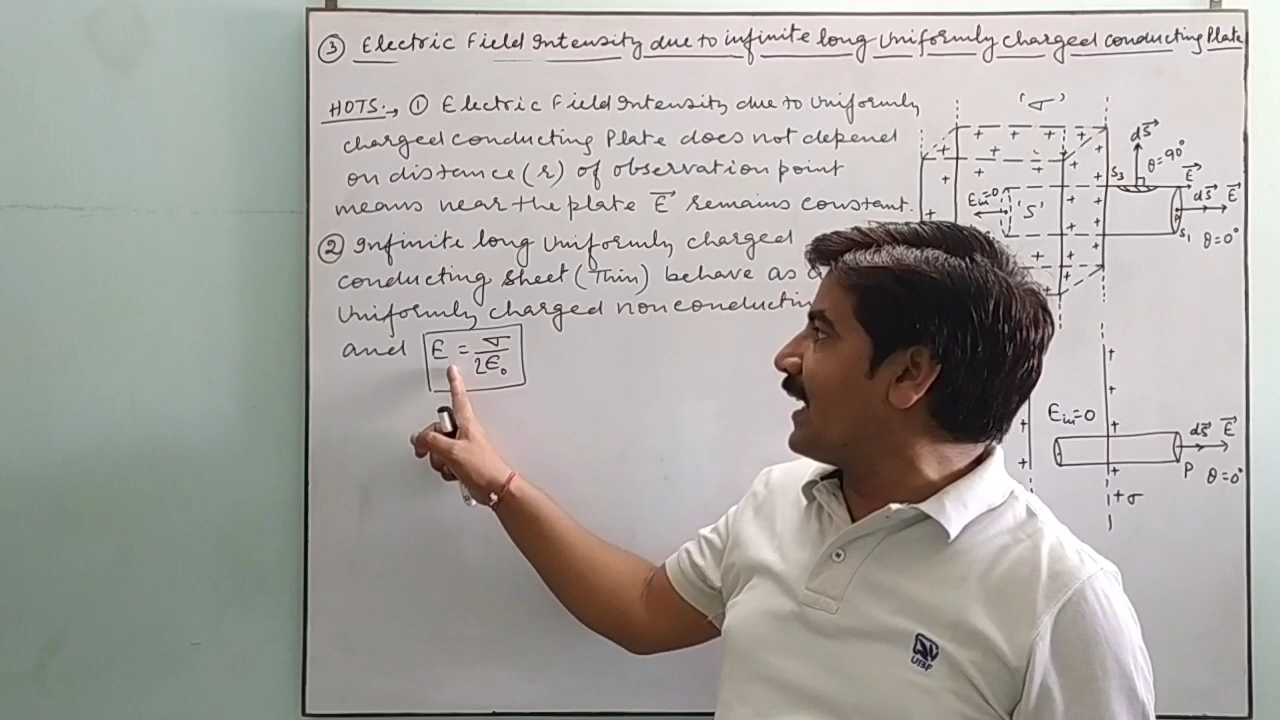 ③ Electric Field Intensity due to infinite long Uniformly charged conducting Plate
HOTS:→ ① Electric Field Intensity due to Uniformly
charged conducting Plate does not depend
on distance (r) of observation point
means near the plate E⃗ remains constant.
② Infinite long Uniformly charged
conducting sheet (Thin) behave as a
Uniformly charged nonconducting
and E = σ/2ε₀
'σ'
+ + + +
dS⃗
θ=90°
S₃
E⃗
Ein=0
'S'
dS⃗ E⃗
S₁
θ=0°
Ein=0
dS⃗ E⃗
P
θ=0°
+σ
UIBF